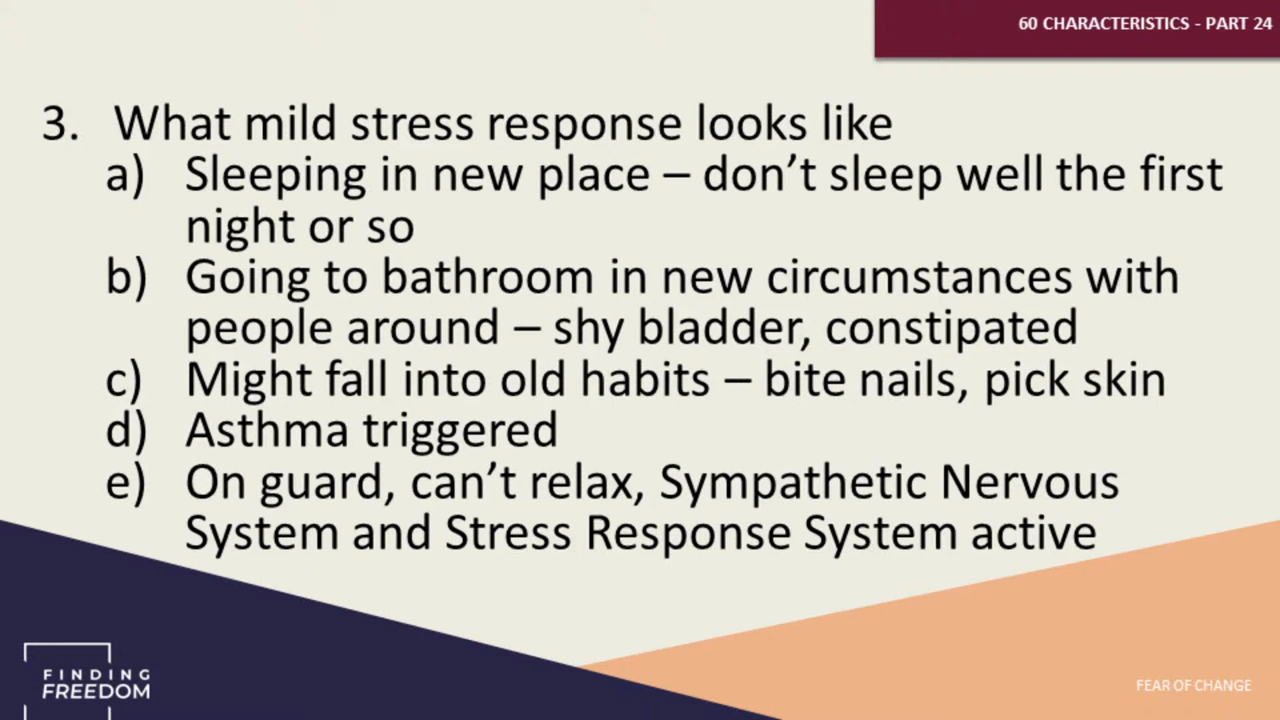 60 CHARACTERISTICS - PART 24
3. What mild stress response looks like
a) Sleeping in new place – don’t sleep well the first
night or so
b) Going to bathroom in new circumstances with
people around – shy bladder, constipated
c) Might fall into old habits – bite nails, pick skin
d) Asthma triggered
e) On guard, can’t relax, Sympathetic Nervous
System and Stress Response System active
FINDING
FREEDOM
FEAR OF CHANGE